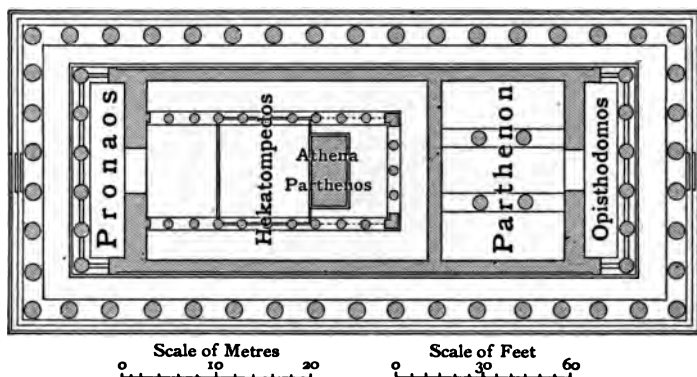 Pronaos
Hekatompedos
Athena
Parthenos
Parthenon
Opisthodomos
Scale of Metres
0 10 20
Scale of Feet
0 30 60